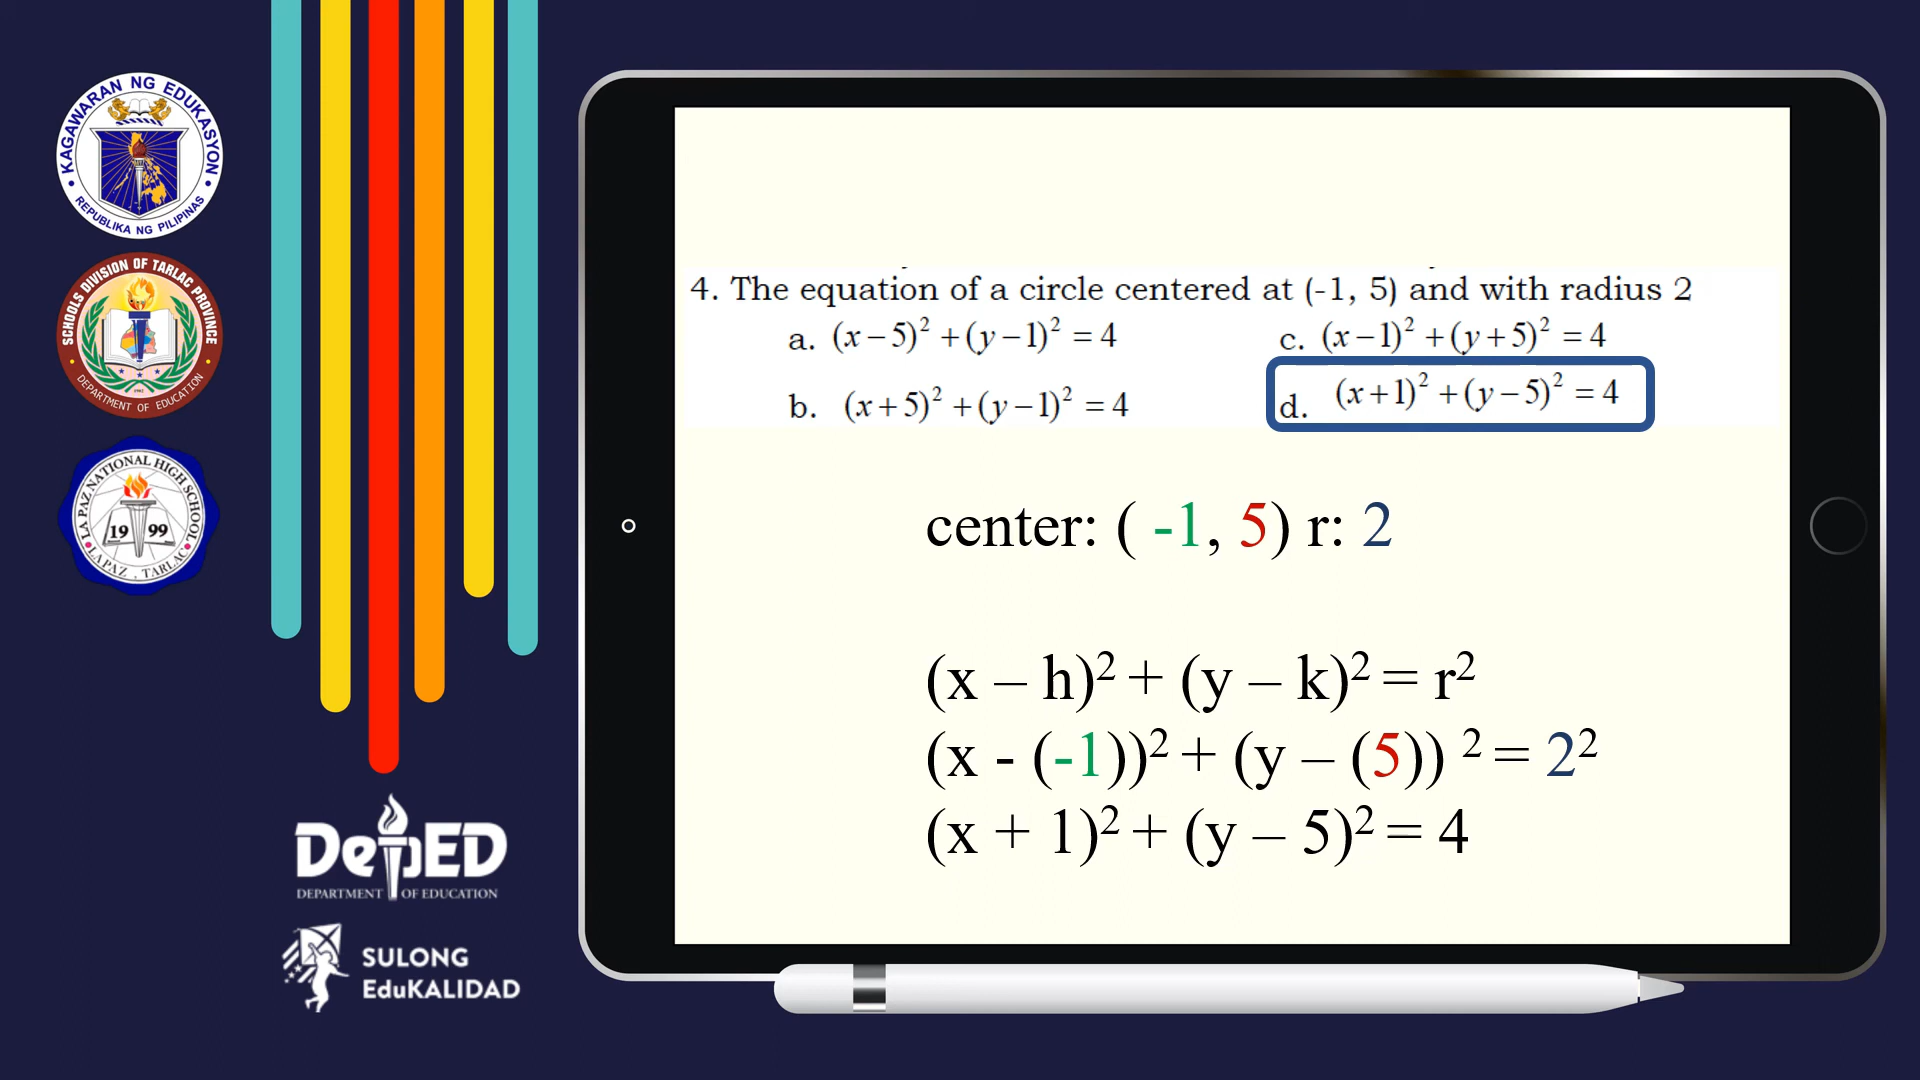 KAGAWARAN NG EDUKASYON
REPUBLIKA NG PILIPINAS
SCHOOLS DIVISION OF TARLAC PROVINCE
DEPARTMENT OF EDUCATION
LA PAZ NATIONAL HIGH SCHOOL
19 99
LA PAZ, TARLAC
DepED
DEPARTMENT OF EDUCATION
SULONG
EduKALIDAD
4. The equation of a circle centered at (-1, 5) and with radius 2
a. (x − 5)² + (y − 1)² = 4
c. (x − 1)² + (y + 5)² = 4
b. (x + 5)² + (y − 1)² = 4
d. (x + 1)² + (y − 5)² = 4
center: ( -1, 5) r: 2
(x – h)² + (y – k)² = r²
(x - (-1))² + (y – (5)) ² = 2²
(x + 1)² + (y – 5)² = 4